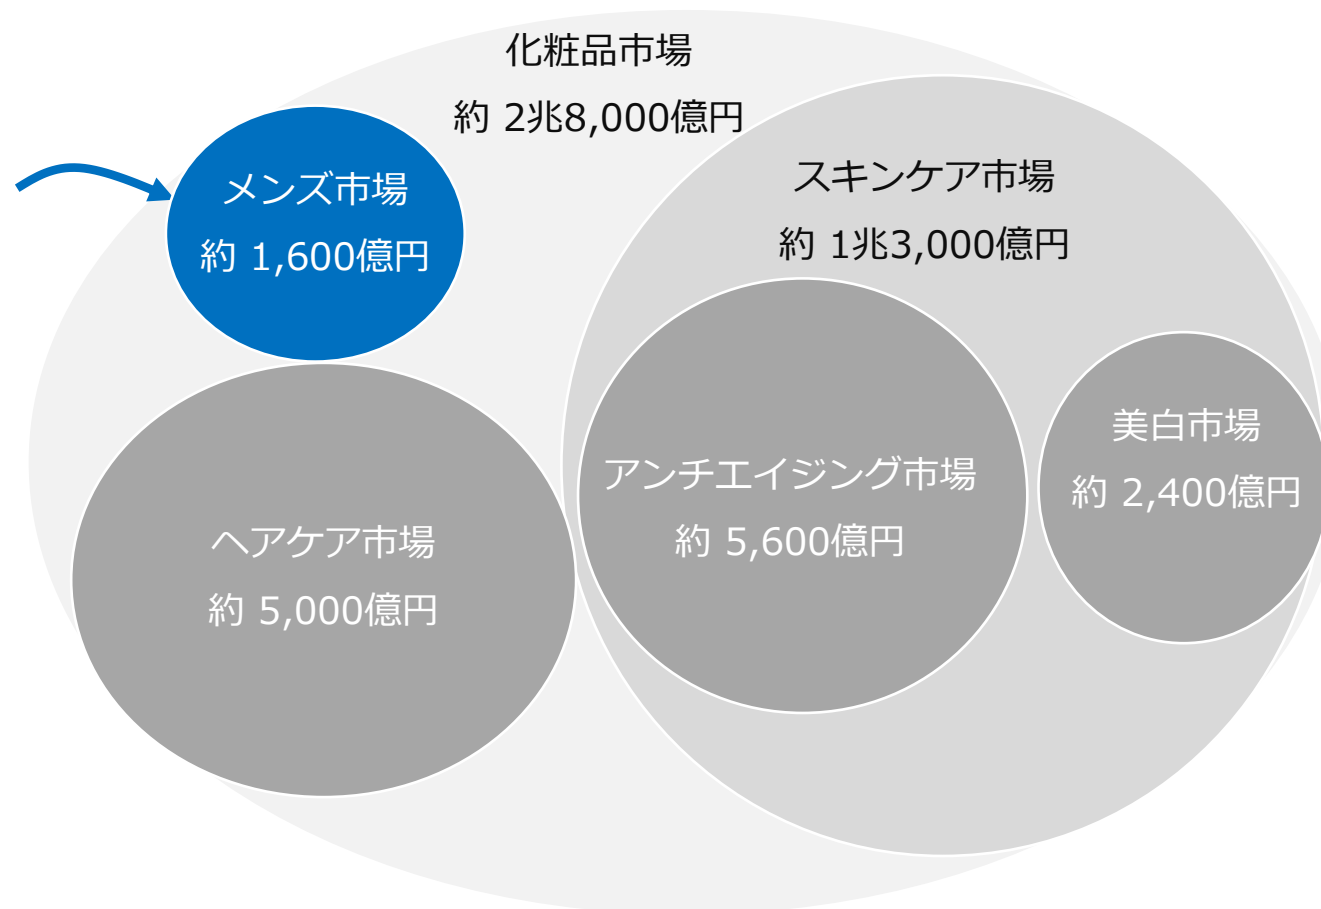 化粧品市場
約 2兆8,000億円
メンズ市場
約 1,600億円
スキンケア市場
約 1兆3,000億円
アンチエイジング市場
約 5,600億円
美白市場
約 2,400億円
ヘアケア市場
約 5,000億円